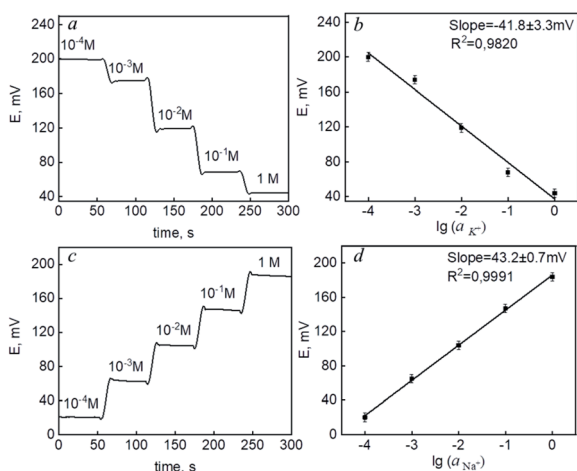 a
10⁻⁴M
10⁻³M
10⁻²M
10⁻¹M
1 M
E, mV
240
200
160
120
80
40
0 50 100 150 200 250 300
time, s
b
Slope=-41.8±3.3mV
R²=0,9820
E, mV
240
200
160
120
80
40
-4 -3 -2 -1 0
lg (a K⁺)
c
1 M
10⁻¹M
10⁻²M
10⁻³M
10⁻⁴M
E, mV
200
160
120
80
40
0
0 50 100 150 200 250 300
time, s
d
Slope=43.2±0.7mV
R²=0,9991
E, mV
200
160
120
80
40
0
-4 -3 -2 -1 0
lg (a Na⁺)